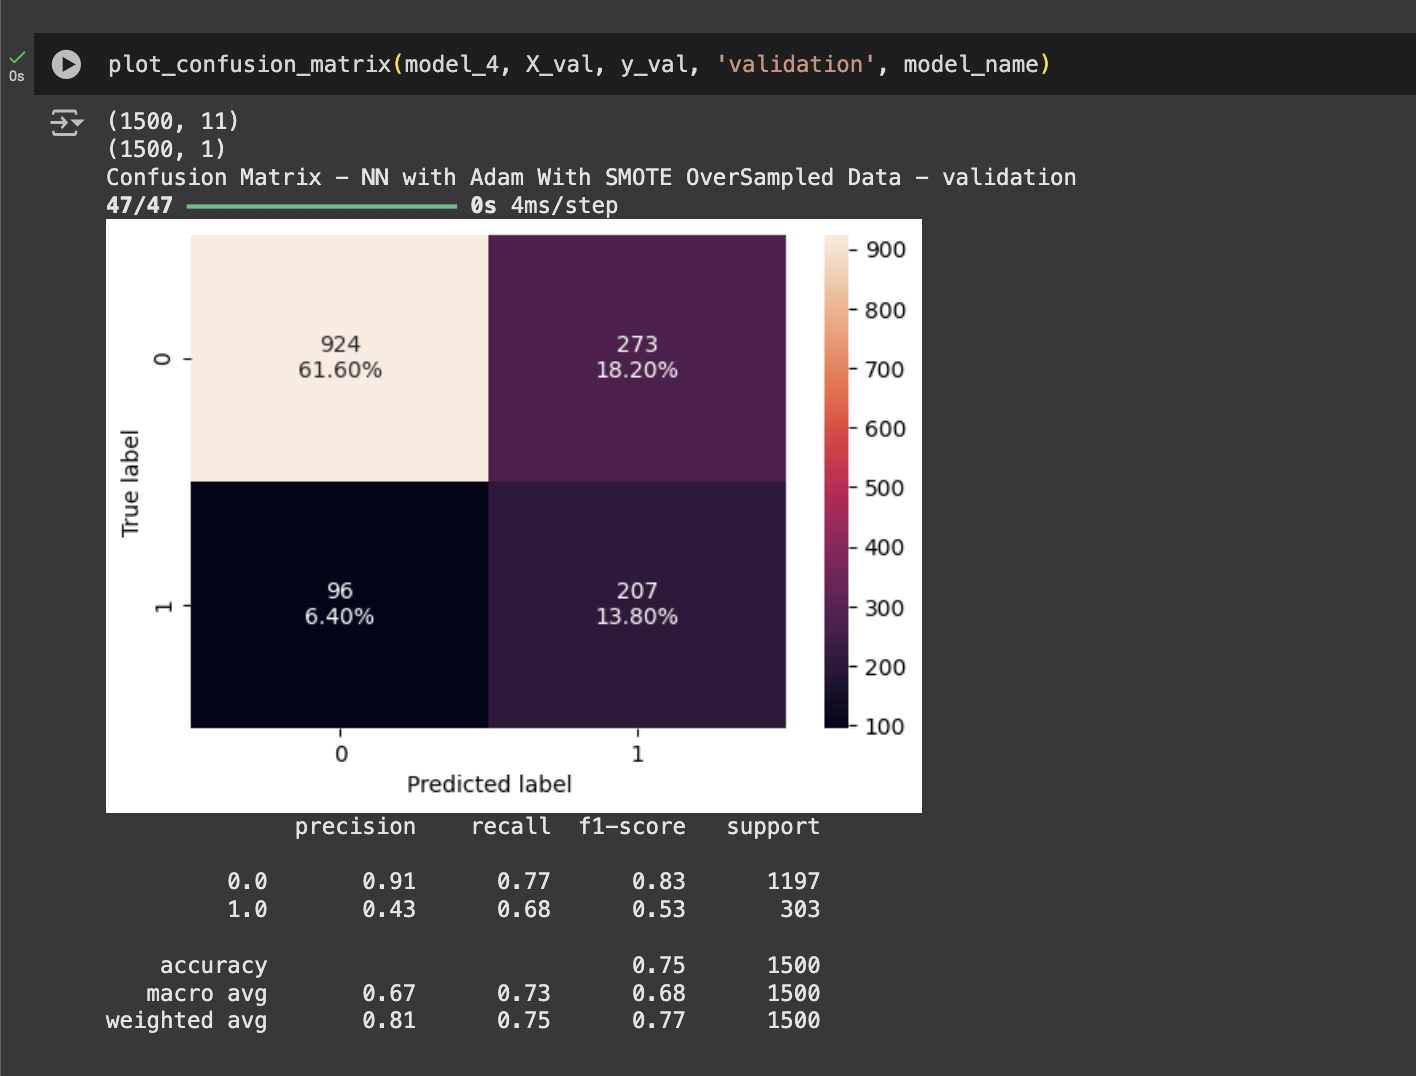 plot_confusion_matrix(model_4, X_val, y_val, 'validation', model_name)
0s
(1500, 11)
(1500, 1)
Confusion Matrix - NN with Adam With SMOTE OverSampled Data - validation
47/47 0s 4ms/step
900
924 273
0
61.60% 18.20%
800
700
600
True label
500
400
96 207
1
6.40% 13.80%
300
200
100
0 1
Predicted label
precision recall f1-score support
0.0 0.91 0.77 0.83 1197
1.0 0.43 0.68 0.53 303
accuracy 0.75 1500
macro avg 0.67 0.73 0.68 1500
weighted avg 0.81 0.75 0.77 1500